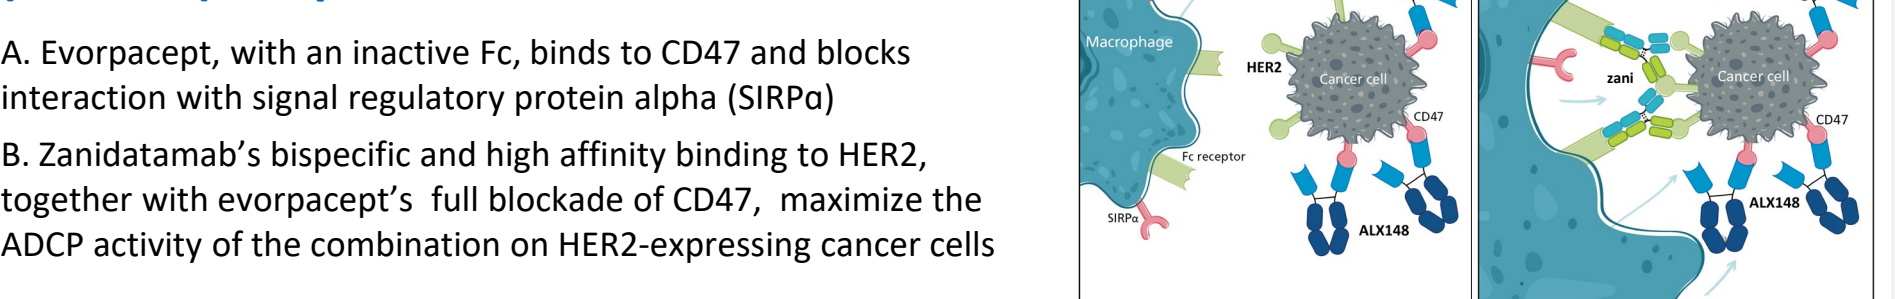 A. Evorpacept, with an inactive Fc, binds to CD47 and blocks
interaction with signal regulatory protein alpha (SIRPα)
B. Zanidatamab’s bispecific and high affinity binding to HER2,
together with evorpacept’s  full blockade of CD47,  maximize the
ADCP activity of the combination on HER2-expressing cancer cells
Macrophage
HER2
Cancer cell
CD47
Fc receptor
SIRPα
ALX148
zani
Cancer cell
CD47
ALX148